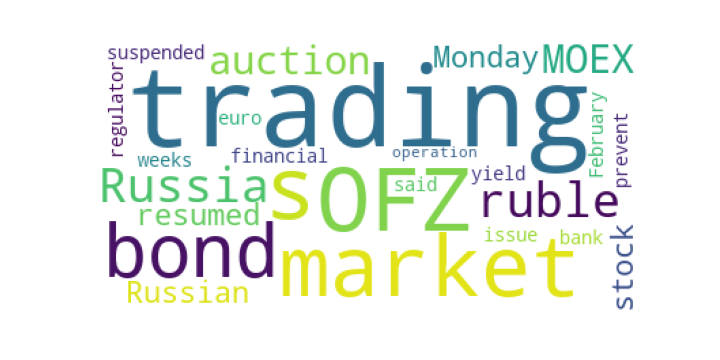 suspended
auction
Monday
MOEX
regulator
trading
euro
February
prevent
weeks
financial
operation
Russia
s
OFZ
said
yield
ruble
resumed
bond
market
issue
bank
stock
Russian